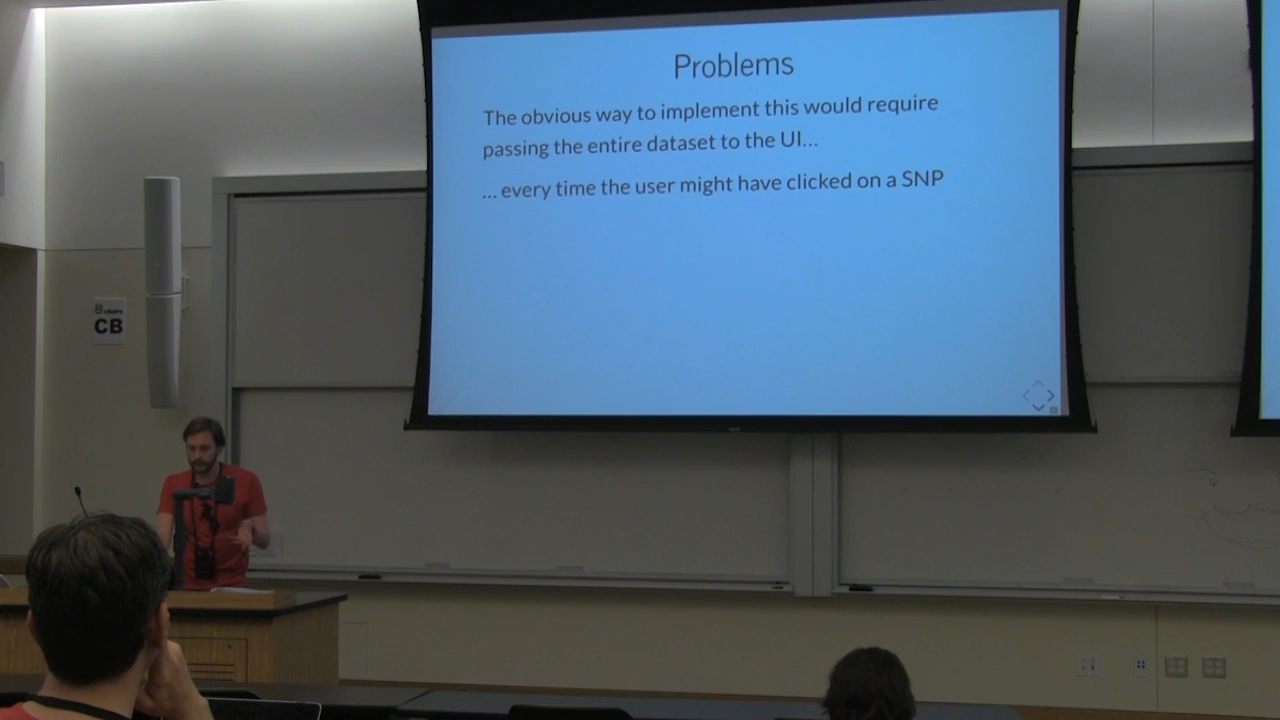 Problems
The obvious way to implement this would require
passing the entire dataset to the UI...
... every time the user might have clicked on a SNP
CB